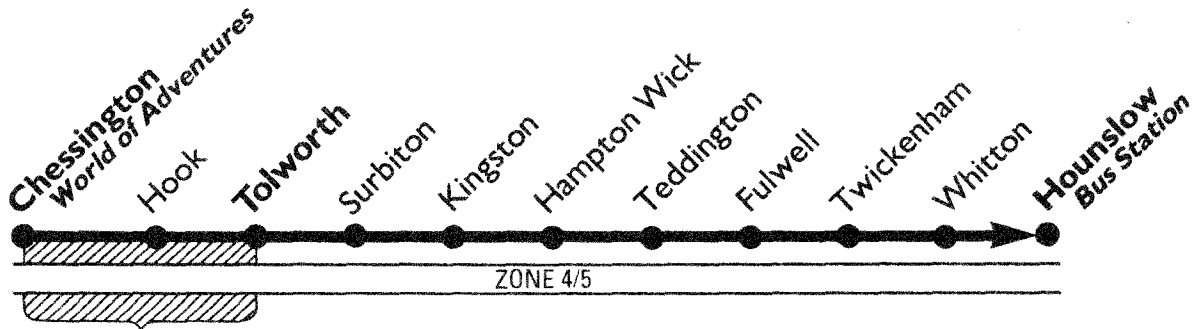 Chessington
World of Adventures
Hook
Tolworth
Surbiton
Kingston
Hampton Wick
Teddington
Fulwell
Twickenham
Whitton
Hounslow
Bus Station
ZONE 4/5